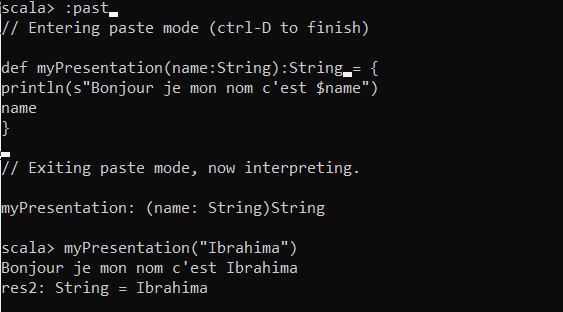 scala> :past
// Entering paste mode (ctrl-D to finish)
def myPresentation(name:String):String = {
println(s"Bonjour je mon nom c'est $name")
name
}
// Exiting paste mode, now interpreting.
myPresentation: (name: String)String
scala> myPresentation("Ibrahima")
Bonjour je mon nom c'est Ibrahima
res2: String = Ibrahima